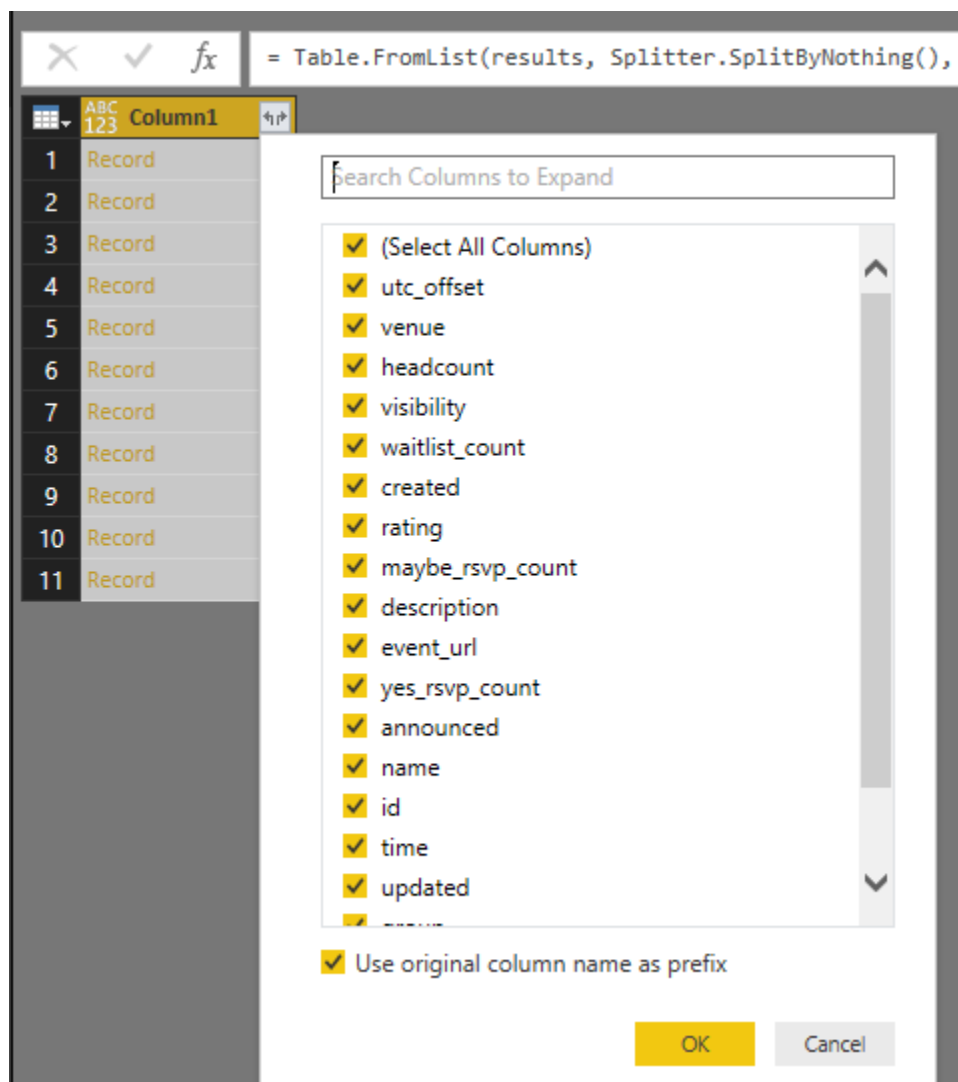 fx = Table.FromList(results, Splitter.SplitByNothing(),
ABC 123 Column1
1 Record
2 Record
3 Record
4 Record
5 Record
6 Record
7 Record
8 Record
9 Record
10 Record
11 Record
Search Columns to Expand
(Select All Columns)
utc_offset
venue
headcount
visibility
waitlist_count
created
rating
maybe_rsvp_count
description
event_url
yes_rsvp_count
announced
name
id
time
updated
Use original column name as prefix
OK Cancel